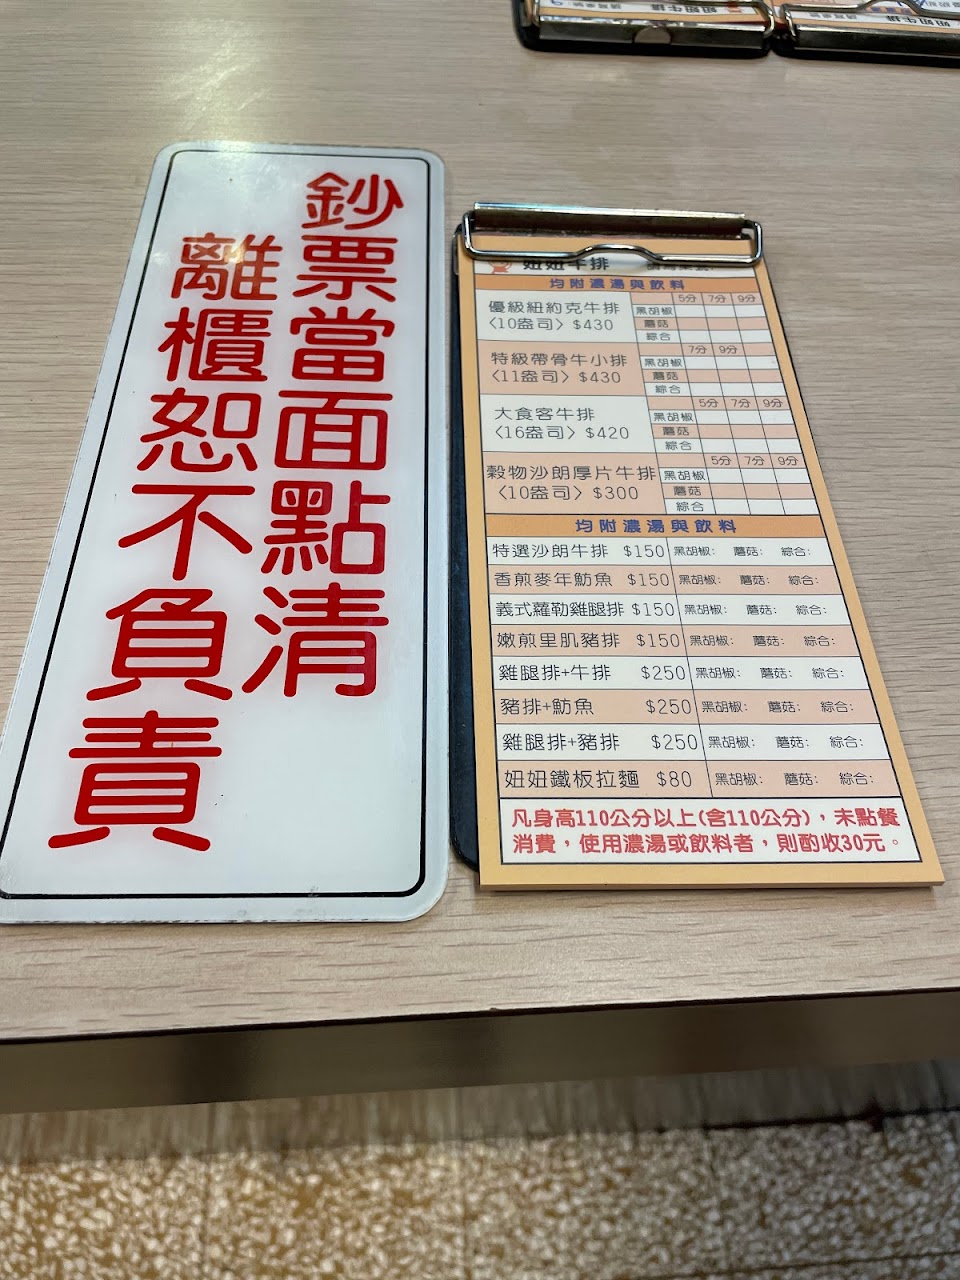 鈔票當面點清
離櫃恕不負責
妞妞牛排
均附濃湯與飲料
優級紐約克牛排
〈10盎司〉$430
5分 7分 9分
黑胡椒
蘑菇
綜合
特級帶骨牛小排
〈11盎司〉$430
7分 9分
黑胡椒
蘑菇
綜合
大食客牛排
〈16盎司〉$420
5分 7分 9分
黑胡椒
蘑菇
綜合
穀物沙朗厚片牛排
〈10盎司〉$300
5分 7分 9分
黑胡椒
蘑菇
綜合
均附濃湯與飲料
特選沙朗牛排 $150 黑胡椒: 蘑菇: 綜合:
香煎麥年魴魚 $150 黑胡椒: 蘑菇: 綜合:
義式蘿勒雞腿排 $150 黑胡椒: 蘑菇: 綜合:
嫩煎里肌豬排 $150 黑胡椒: 蘑菇: 綜合:
雞腿排+牛排 $250 黑胡椒: 蘑菇: 綜合:
豬排+魴魚 $250 黑胡椒: 蘑菇: 綜合:
雞腿排+豬排 $250 黑胡椒: 蘑菇: 綜合:
妞妞鐵板拉麵 $80 黑胡椒: 蘑菇: 綜合:
凡身高110公分以上(含110公分)，未點餐
消費，使用濃湯或飲料者，則酌收30元。